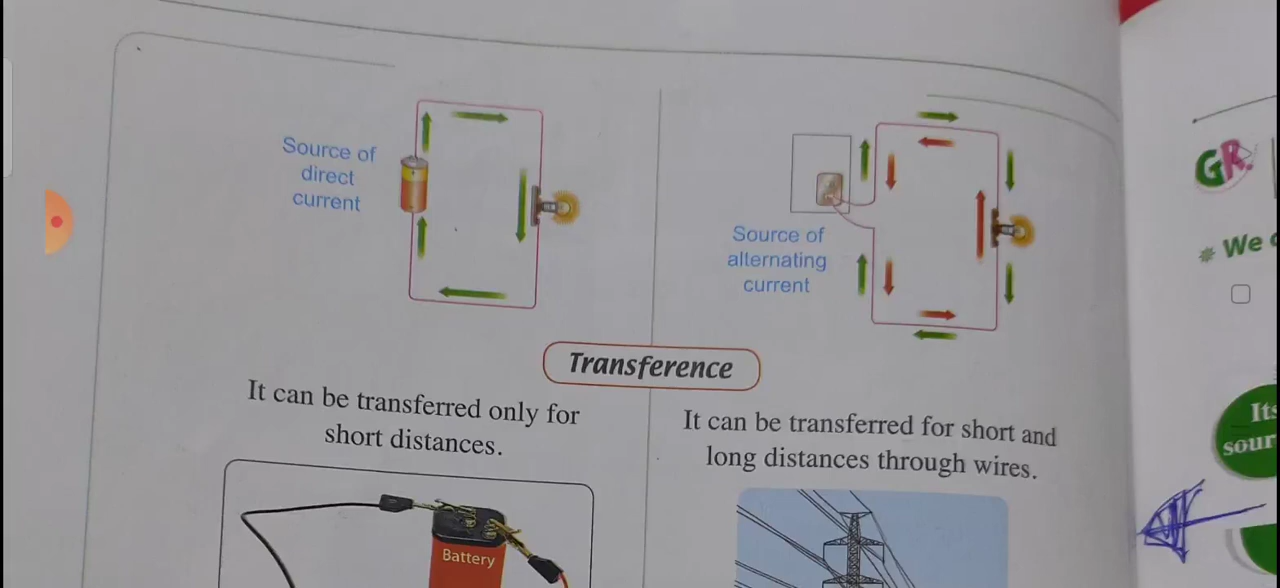 Source of
direct
current
Source of
alternating
current
Transference
It can be transferred only for
short distances.
It can be transferred for short and
long distances through wires.
Battery
GR.
We
Its
sour